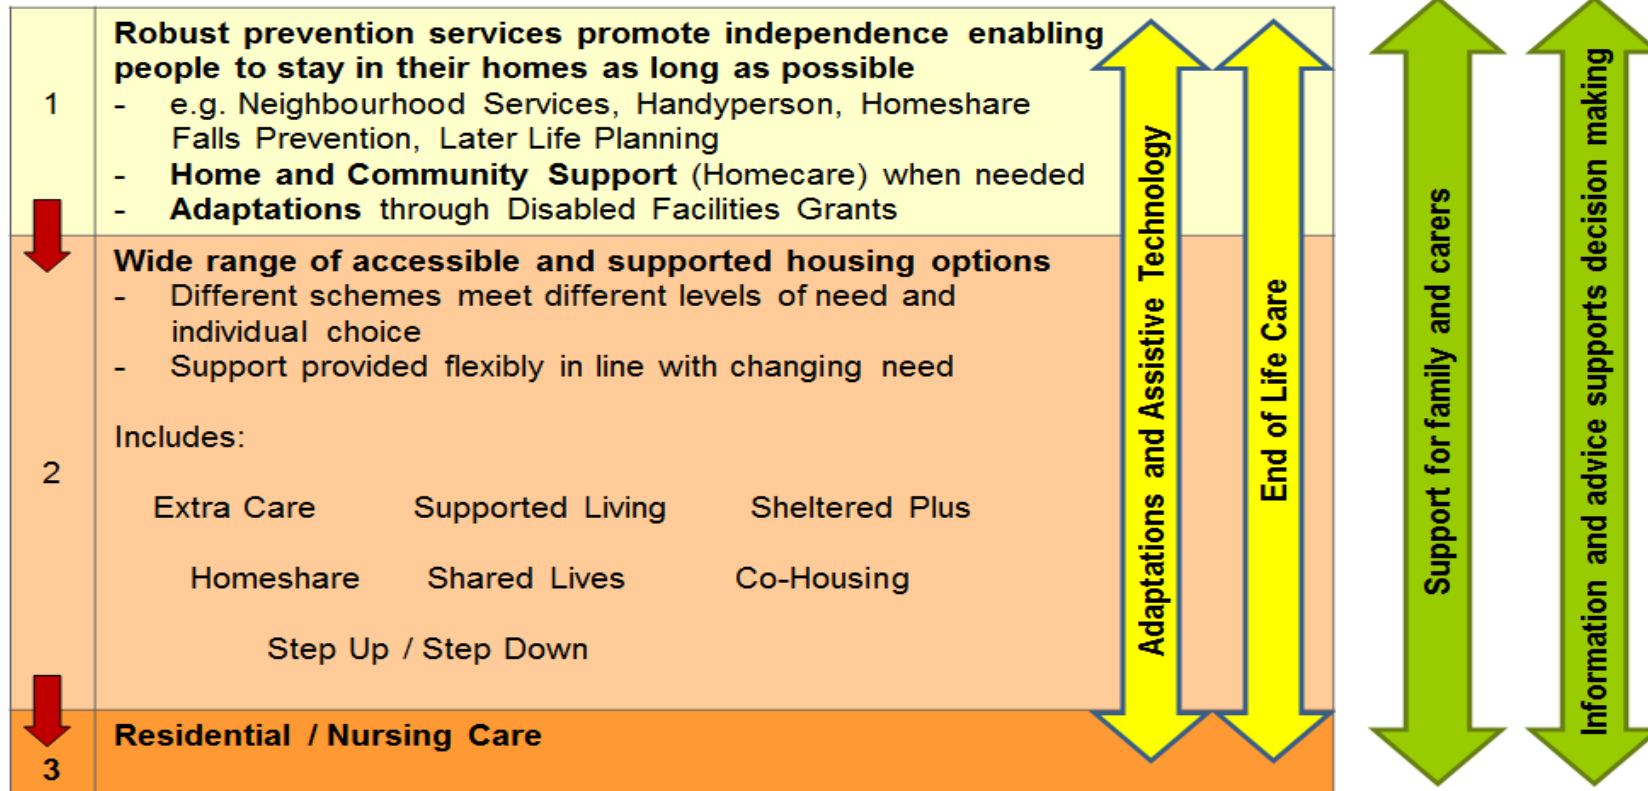 1
Robust prevention services promote independence enabling
people to stay in their homes as long as possible
- e.g. Neighbourhood Services, Handyperson, Homeshare
Falls Prevention, Later Life Planning
- Home and Community Support (Homecare) when needed
- Adaptations through Disabled Facilities Grants
2
Wide range of accessible and supported housing options
- Different schemes meet different levels of need and
individual choice
- Support provided flexibly in line with changing need
Includes:
Extra Care Supported Living Sheltered Plus
Homeshare Shared Lives Co-Housing
Step Up / Step Down
3
Residential / Nursing Care
Adaptations and Assistive Technology
End of Life Care
Support for family and carers
Information and advice supports decision making